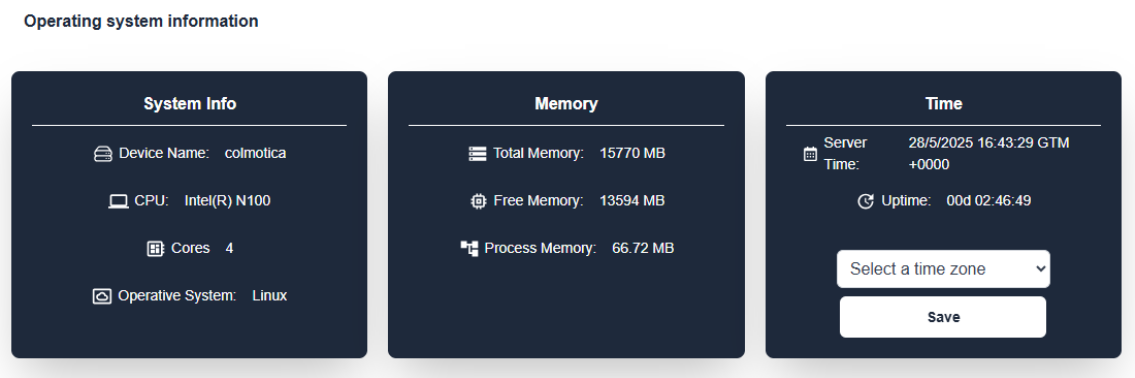 Operating system information
System Info
Device Name: colmotica
CPU: Intel(R) N100
Cores 4
Operative System: Linux
Memory
Total Memory: 15770 MB
Free Memory: 13594 MB
Process Memory: 66.72 MB
Time
Server Time: 28/5/2025 16:43:29 GTM +0000
Uptime: 00d 02:46:49
Select a time zone
Save